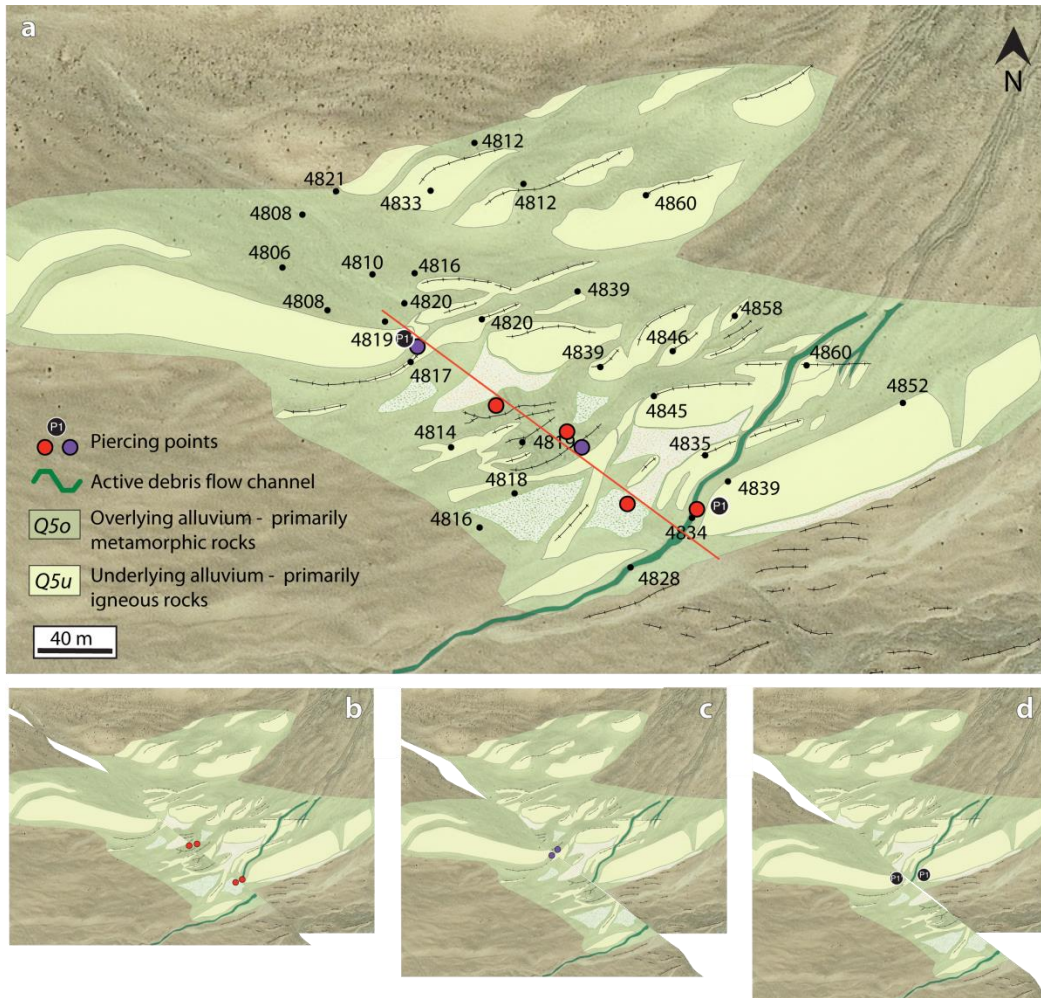 a
N
4812
4821
4833
4812
4860
4808
4806
4810
4816
4839
4808
4820
4820
4858
4819
P1
4846
4839
4860
4817
4852
4845
4814
4819
4835
4818
4839
P1
4816
4834
4828
P1
Piercing points
Active debris flow channel
Q5o
Overlying alluvium - primarily
metamorphic rocks
Q5u
Underlying alluvium - primarily
igneous rocks
40 m
b
c
d
P1
P1